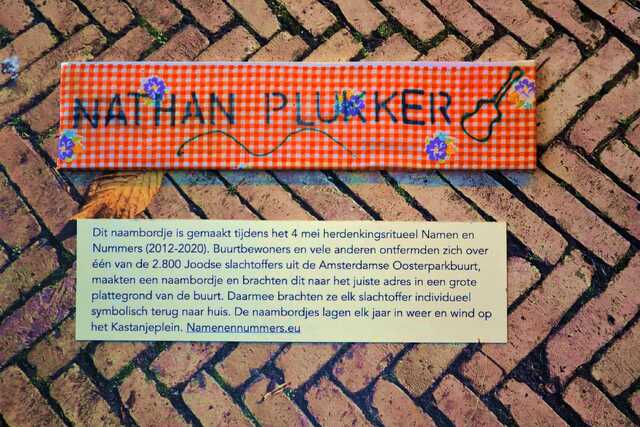 NATHAN PLUKKER
Dit naambordje is gemaakt tijdens het 4 mei herdenkingsritueel Namen en
Nummers (2012-2020). Buurtbewoners en vele anderen ontfermden zich over
één van de 2.800 Joodse slachtoffers uit de Amsterdamse Oosterparkbuurt,
maakten een naambordje en brachten dit naar het juiste adres in een grote
plattegrond van de buurt. Daarmee brachten ze elk slachtoffer individueel
symbolisch terug naar huis. De naambordjes lagen elk jaar in weer en wind op
het Kastanjeplein. Namenennummers.eu